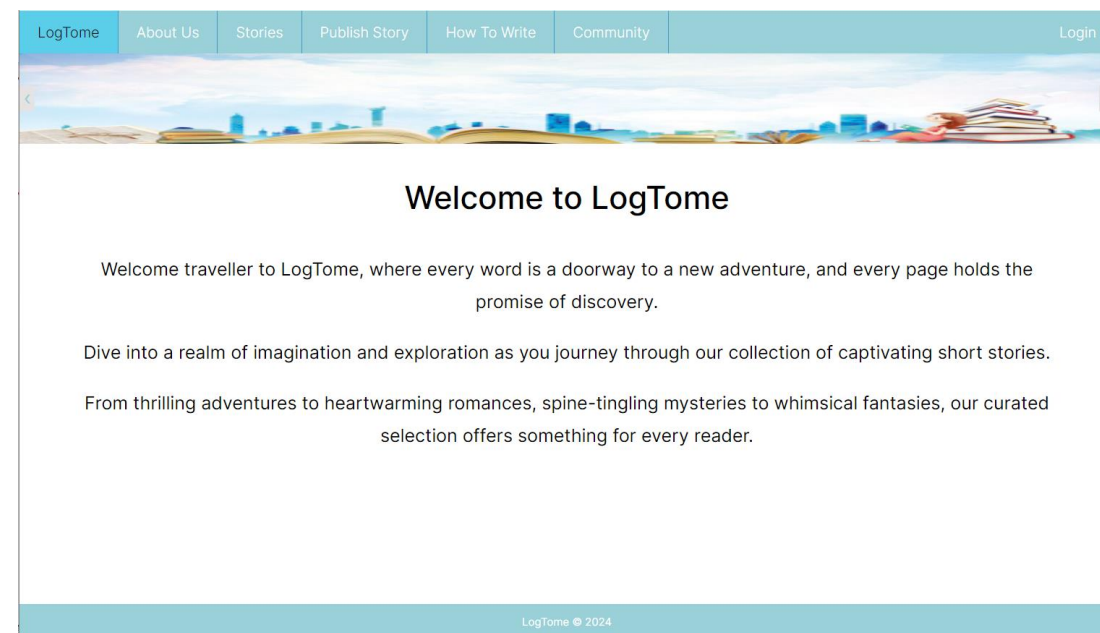 LogTome About Us Stories Publish Story How To Write Community Login
Welcome to LogTome
Welcome traveller to LogTome, where every word is a doorway to a new adventure, and every page holds the
promise of discovery.
Dive into a realm of imagination and exploration as you journey through our collection of captivating short stories.
From thrilling adventures to heartwarming romances, spine-tingling mysteries to whimsical fantasies, our curated
selection offers something for every reader.
LogTome © 2024